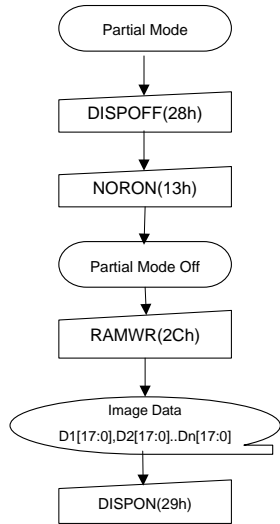 Partial Mode
DISPOFF(28h)
NORON(13h)
Partial Mode Off
RAMWR(2Ch)
Image Data
D1[17:0],D2[17:0]..Dn[17:0]
DISPON(29h)